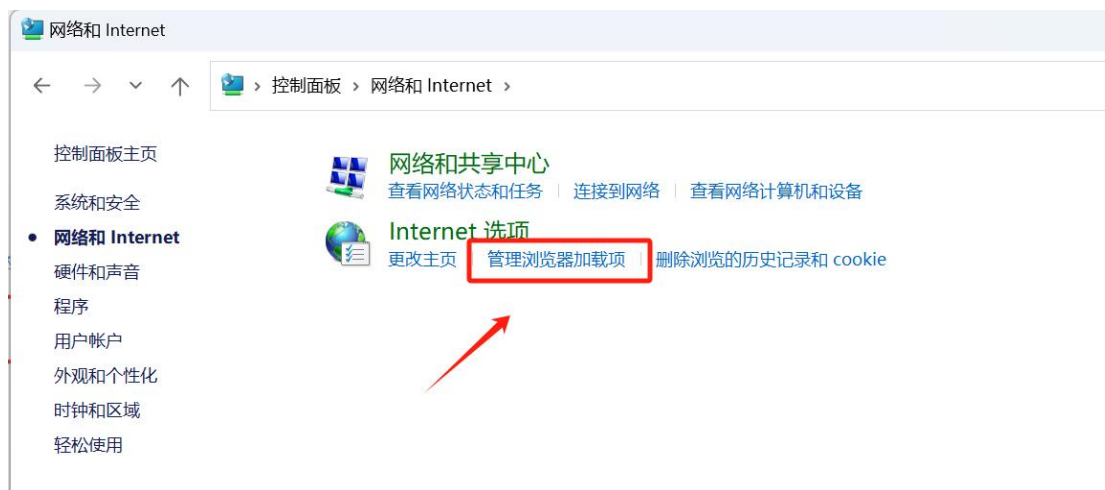 网络和 Internet
控制面板 › 网络和 Internet ›
控制面板主页
系统和安全
网络和 Internet
硬件和声音
程序
用户帐户
外观和个性化
时钟和区域
轻松使用
网络和共享中心
查看网络状态和任务 | 连接到网络 | 查看网络计算机和设备
Internet 选项
更改主页 | 管理浏览器加载项 | 删除浏览的历史记录和 cookie